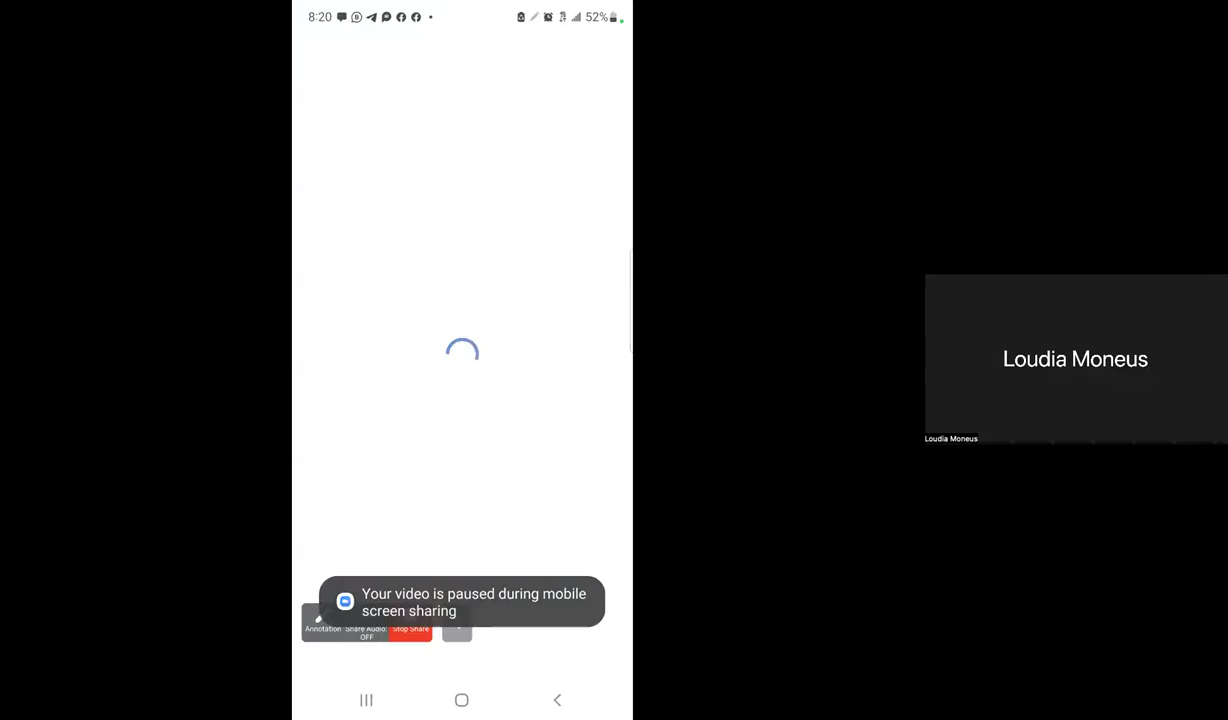 8:20
52%
Your video is paused during mobile
screen sharing
Annotation
Share Audio:
OFF
Stop Share
Loudia Moneus
Loudia Moneus